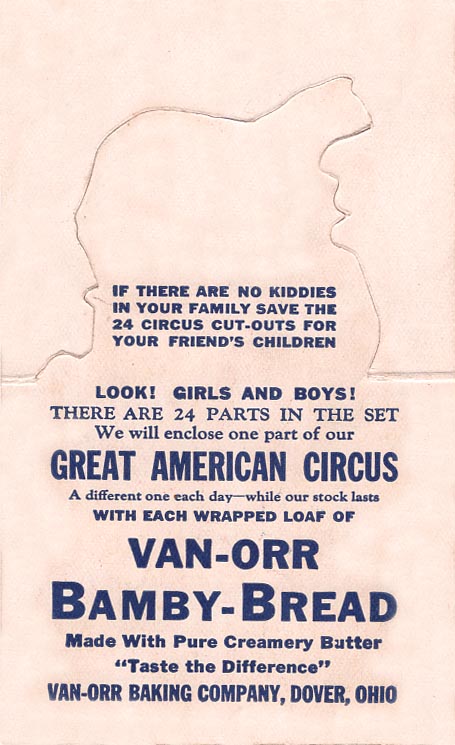 IF THERE ARE NO KIDDIES
IN YOUR FAMILY SAVE THE
24 CIRCUS CUT-OUTS FOR
YOUR FRIEND'S CHILDREN
LOOK! GIRLS AND BOYS!
THERE ARE 24 PARTS IN THE SET
We will enclose one part of our
GREAT AMERICAN CIRCUS
A different one each day—while our stock lasts
WITH EACH WRAPPED LOAF OF
VAN-ORR
BAMBY-BREAD
Made With Pure Creamery Butter
"Taste the Difference"
VAN-ORR BAKING COMPANY, DOVER, OHIO